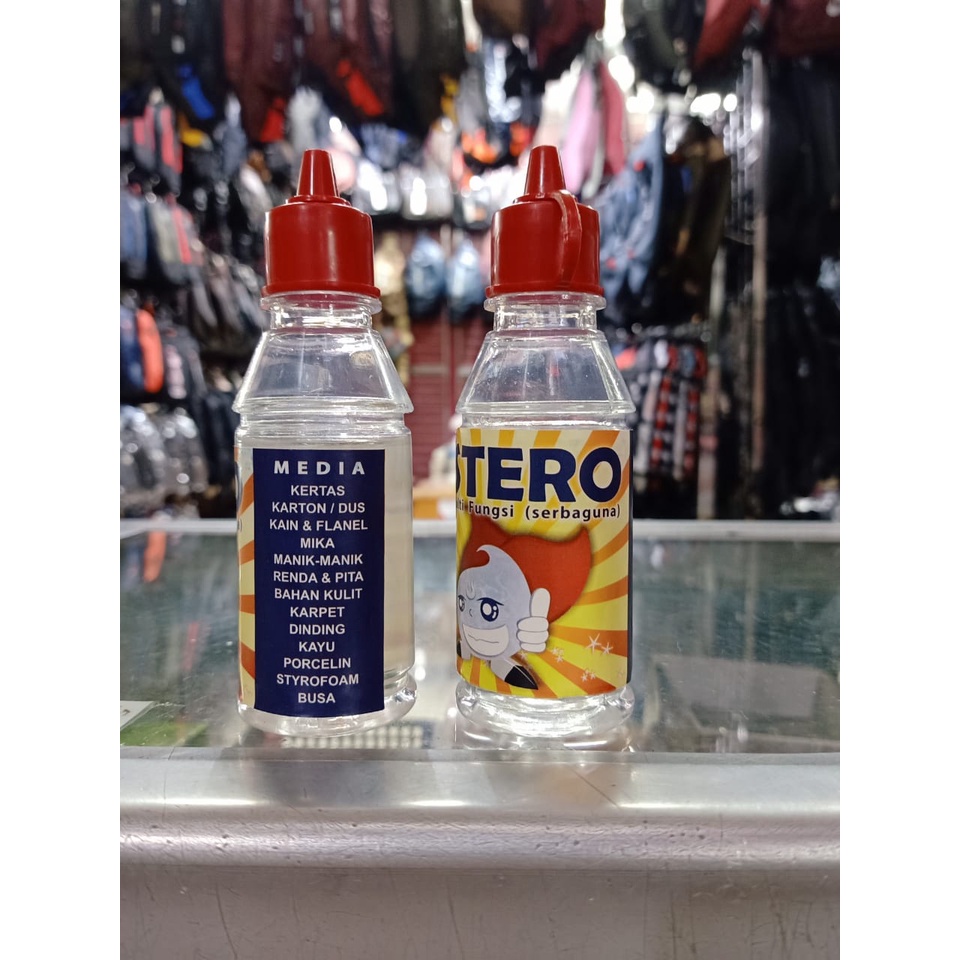 MEDIA
KERTAS
KARTON / DUS
KAIN & FLANEL
MIKA
MANIK-MANIK
RENDA & PITA
BAHAN KULIT
KARPET
DINDING
KAYU
PORCELIN
STYROFOAM
BUSA
STERO
ti Fungsi (serbaguna)